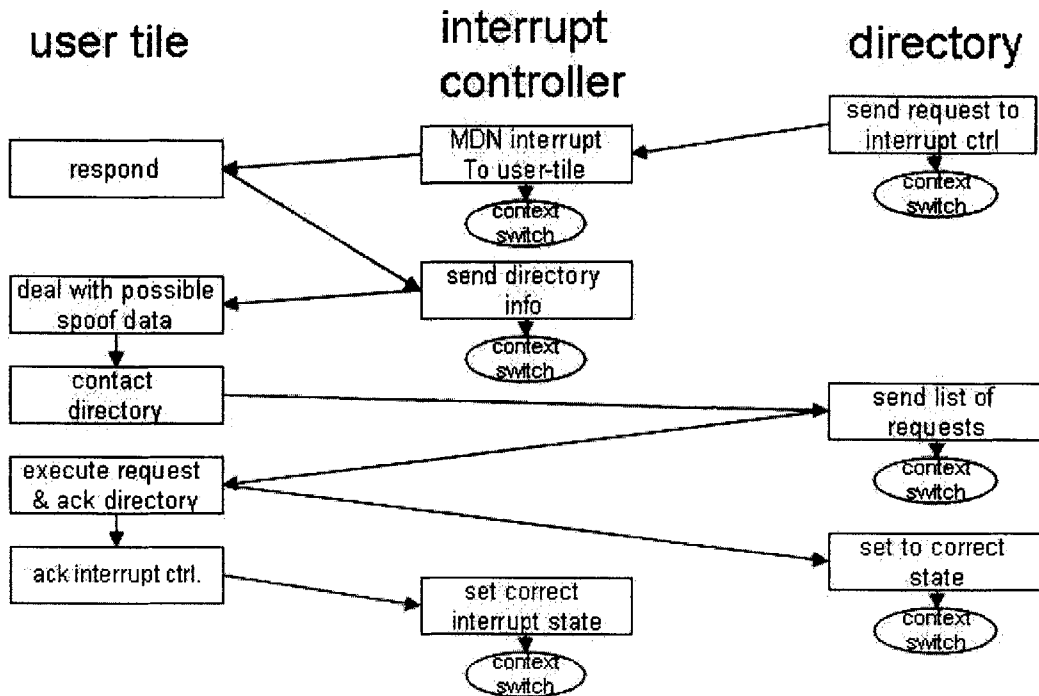 user tile
interrupt
controller
directory
send request to
interrupt ctrl
context
switch
MDN interrupt
To user-tile
context
switch
respond
send directory
info
context
switch
deal with possible
spoof data
contact
directory
send list of
requests
context
switch
execute request
& ack directory
set to correct
state
context
switch
ack interrupt ctrl.
set correct
interrupt state
context
switch